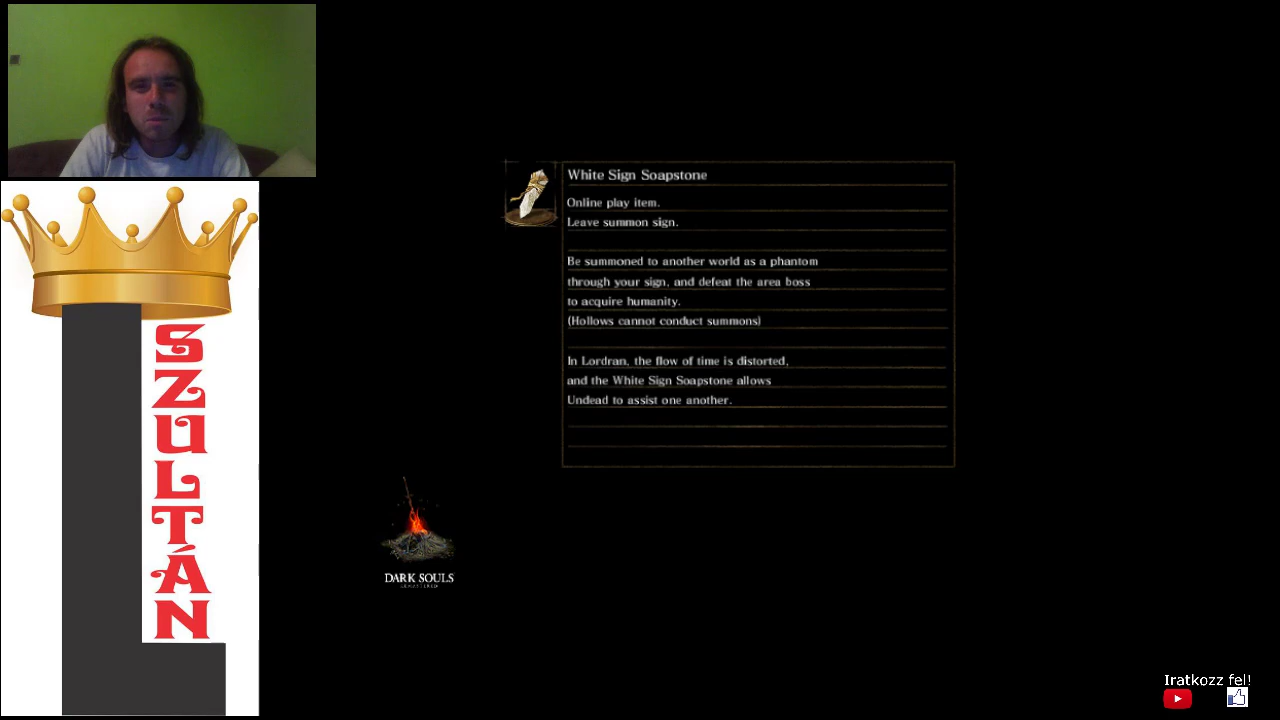 White Sign Soapstone
Online play item.
Leave summon sign.
Be summoned to another world as a phantom
through your sign, and defeat the area boss
to acquire humanity.
(Hollows cannot conduct summons)
In Lordran, the flow of time is distorted,
and the White Sign Soapstone allows
Undead to assist one another.
L
SZULTÁN
DARK SOULS
REMASTERED
Iratkozz fel!